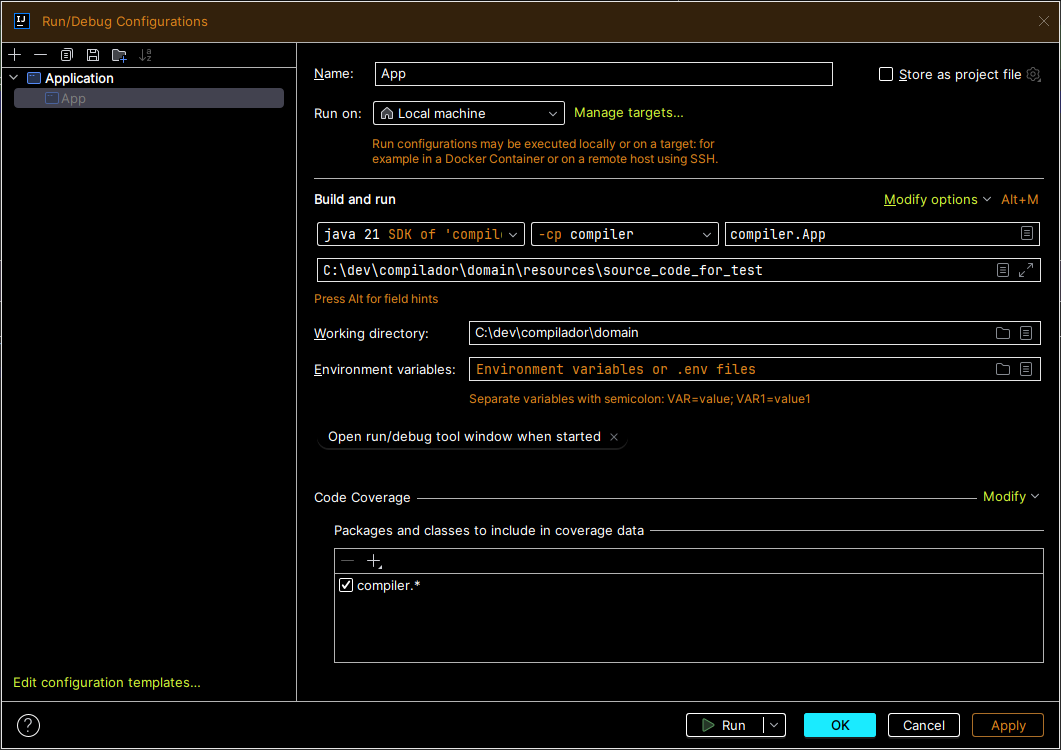 IJ
Run/Debug Configurations
Application
App
Edit configuration templates...
Name: App
Store as project file
Run on: Local machine Manage targets...
Run configurations may be executed locally or on a target: for
example in a Docker Container or on a remote host using SSH.
Build and run Modify options Alt+M
java 21 SDK of 'compile -cp compiler compiler.App
C:\dev\compilador\domain\resources\source_code_for_test
Press Alt for field hints
Working directory: C:\dev\compilador\domain
Environment variables: Environment variables or .env files
Separate variables with semicolon: VAR=value; VAR1=value1
Open run/debug tool window when started
Code Coverage Modify
Packages and classes to include in coverage data
compiler.*
? Run OK Cancel Apply